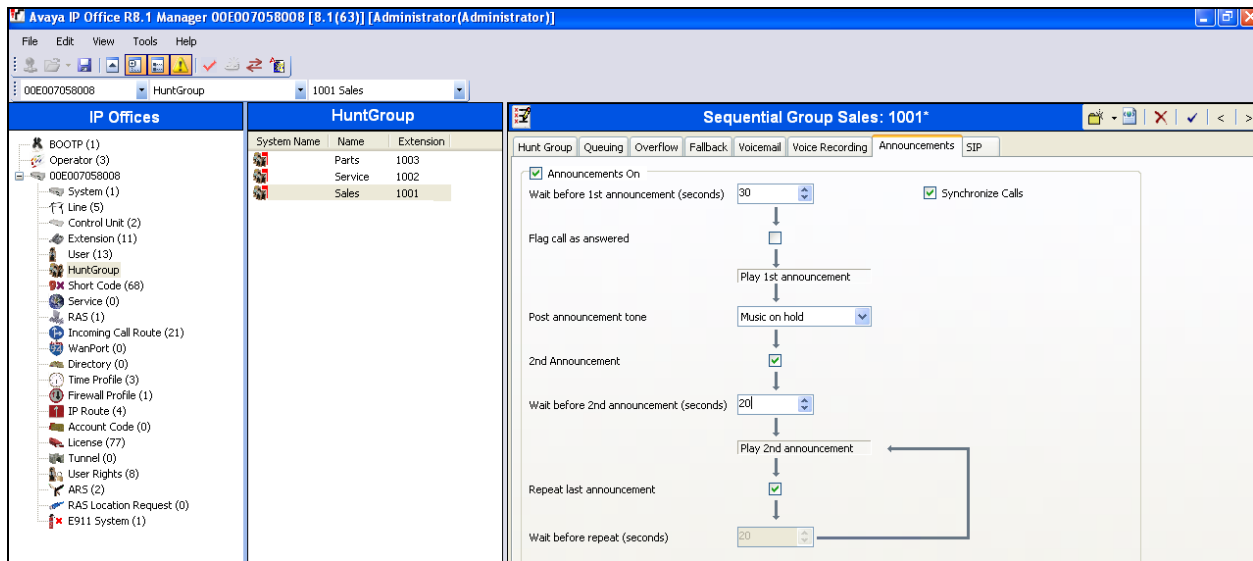 Avaya IP Office R8.1 Manager 00E007058008 [8.1(63)] [Administrator(Administrator)]
File Edit View Tools Help
00E007058008 HuntGroup 1001 Sales
IP Offices
BOOTP (1)
Operator (3)
00E007058008
System (1)
Line (5)
Control Unit (2)
Extension (11)
User (13)
HuntGroup
Short Code (68)
Service (0)
RAS (1)
Incoming Call Route (21)
WanPort (0)
Directory (0)
Time Profile (3)
Firewall Profile (1)
IP Route (4)
Account Code (0)
License (77)
Tunnel (0)
User Rights (8)
ARS (2)
RAS Location Request (0)
E911 System (1)
HuntGroup
System Name Name Extension
Parts 1003
Service 1002
Sales 1001
Sequential Group Sales: 1001*
Hunt Group Queuing Overflow Fallback Voicemail Voice Recording Announcements SIP
Announcements On
Wait before 1st announcement (seconds) 30 Synchronize Calls
Flag call as answered
Play 1st announcement
Post announcement tone Music on hold
2nd Announcement
Wait before 2nd announcement (seconds) 20
Play 2nd announcement
Repeat last announcement
Wait before repeat (seconds) 20